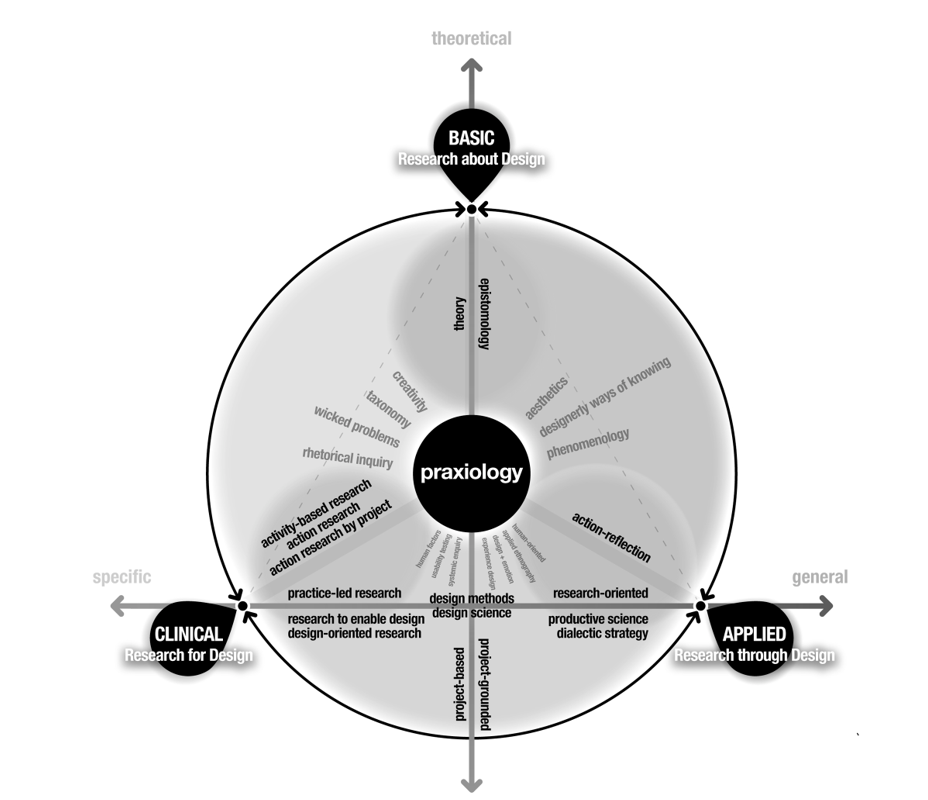 theoretical
BASIC
Research about Design
theory
epistomology
creativity
taxonomy
wicked problems
rhetorical inquiry
aesthetics
designerly ways of knowing
phenomenology
praxiology
activity-based research
action research
action research by project
action-reflection
human factors
usability testing
systemic enquiry
experience design
design + emotion
applied ethography
human-oriented
specific
general
practice-led research
design methods
design science
research-oriented
research to enable design
design-oriented research
productive science
dialectic strategy
CLINICAL
Research for Design
APPLIED
Research through Design
project-based
project-grounded